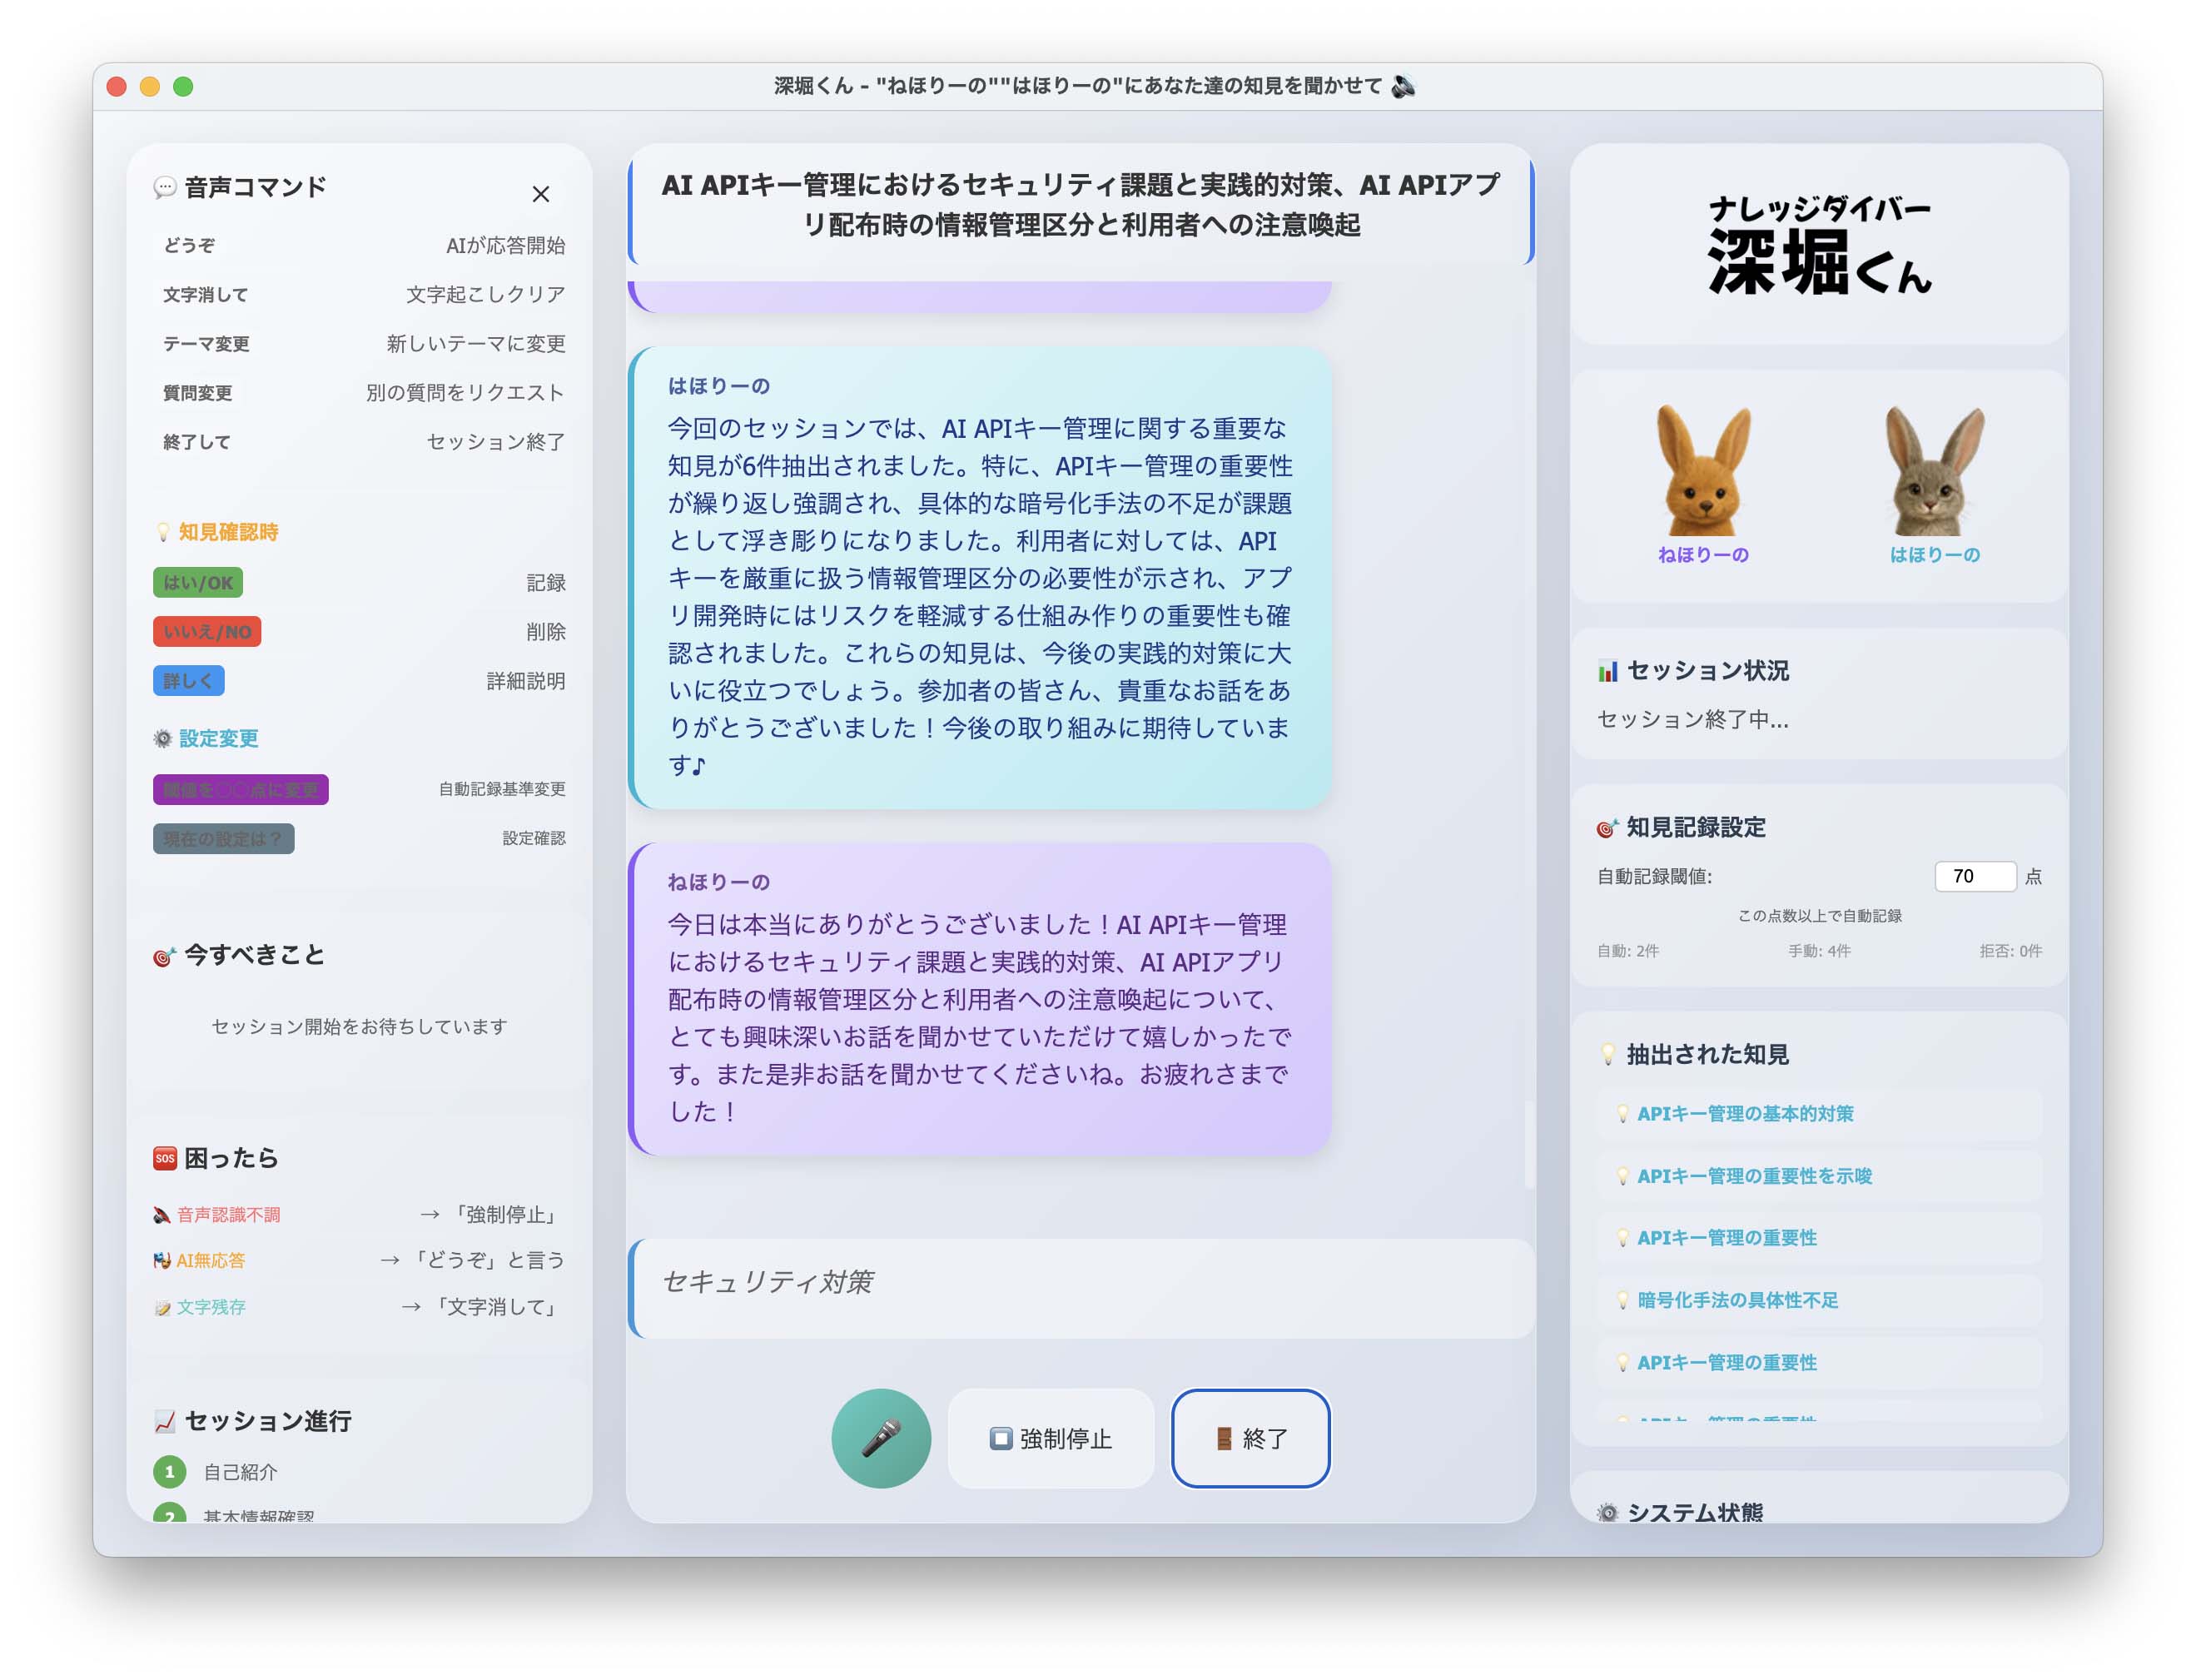 深堀くん - "ねほりーの""はほりーの"にあなた達の知見を聞かせて
音声コマンド
どうぞ AIが応答開始
文字消して 文字起こしクリア
テーマ変更 新しいテーマに変更
質問変更 別の質問をリクエスト
終了して セッション終了
知見確認時
はい/OK 記録
いいえ/NO 削除
詳しく 詳細説明
設定変更
閾値を○○点に変更 自動記録基準変更
現在の設定は？ 設定確認
今すべきこと
セッション開始をお待ちしています
SOS 困ったら
音声認識不調 → 「強制停止」
AI無応答 → 「どうぞ」と言う
文字残存 → 「文字消して」
セッション進行
1 自己紹介
2 基本情報確認
AI APIキー管理におけるセキュリティ課題と実践的対策、AI APIアプ
リ配布時の情報管理区分と利用者への注意喚起
はほりーの
今回のセッションでは、AI APIキー管理に関する重要な
知見が6件抽出されました。特に、APIキー管理の重要性
が繰り返し強調され、具体的な暗号化手法の不足が課題
として浮き彫りになりました。利用者に対しては、API
キーを厳重に扱う情報管理区分の必要性が示され、アプ
リ開発時にはリスクを軽減する仕組み作りの重要性も確
認されました。これらの知見は、今後の実践的対策に大
いに役立つでしょう。参加者の皆さん、貴重なお話をあ
りがとうございました！今後の取り組みに期待していま
す♪
ねほりーの
今日は本当にありがとうございました！AI APIキー管理
におけるセキュリティ課題と実践的対策、AI APIアプリ
配布時の情報管理区分と利用者への注意喚起について、
とても興味深いお話を聞かせていただけて嬉しかったで
す。また是非お話を聞かせてくださいね。お疲れさまで
した！
セキュリティ対策
強制停止
終了
ナレッジダイバー
深堀くん
ねほりーの はほりーの
セッション状況
セッション終了中...
知見記録設定
自動記録閾値: 70 点
この点数以上で自動記録
自動: 2件 手動: 4件 拒否: 0件
抽出された知見
APIキー管理の基本的対策
APIキー管理の重要性を示唆
APIキー管理の重要性
暗号化手法の具体性不足
APIキー管理の重要性
APIキー管理の重要性
システム状態